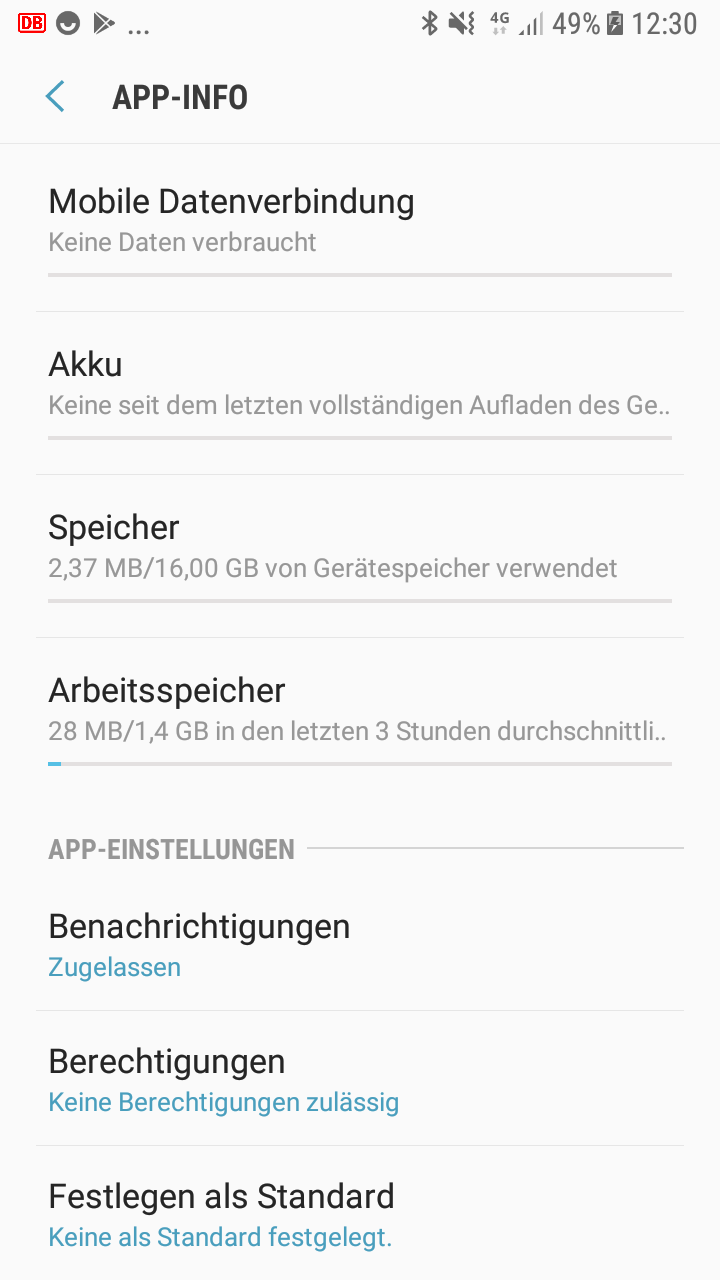 DB ... 4G 49% 12:30
APP-INFO
Mobile Datenverbindung
Keine Daten verbraucht
Akku
Keine seit dem letzten vollständigen Aufladen des Ge..
Speicher
2,37 MB/16,00 GB von Gerätespeicher verwendet
Arbeitsspeicher
28 MB/1,4 GB in den letzten 3 Stunden durchschnittli..
APP-EINSTELLUNGEN
Benachrichtigungen
Zugelassen
Berechtigungen
Keine Berechtigungen zulässig
Festlegen als Standard
Keine als Standard festgelegt.